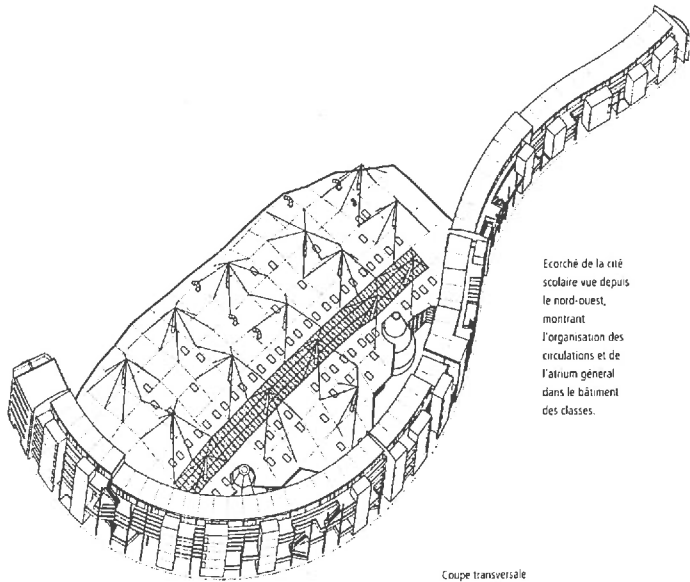 Ecorché de la cité
scolaire vue depuis
le nord-ouest,
montrant
l'organisation des
circulations et de
l'atrium général
dans le bâtiment
des classes.
Coupe transversale